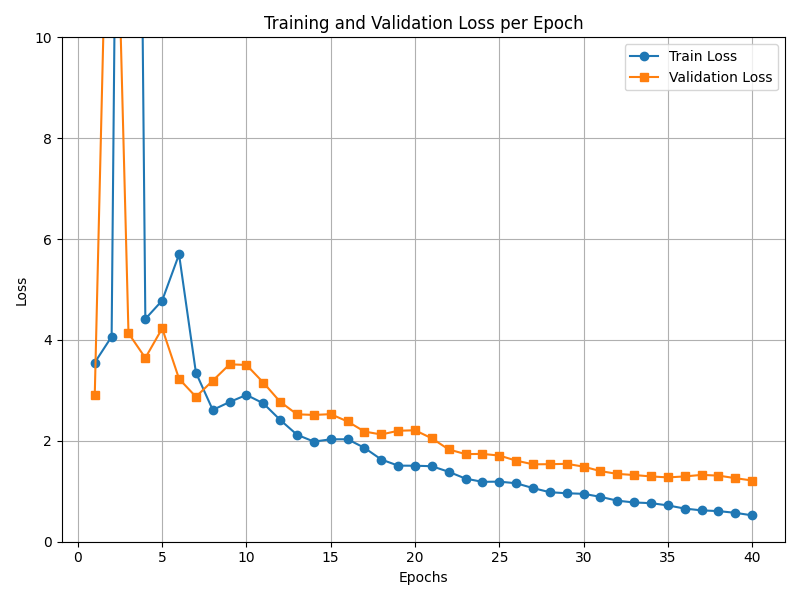 Training and Validation Loss per Epoch
10
8
6
4
2
0
Loss
Train Loss
Validation Loss
0 5 10 15 20 25 30 35 40
Epochs